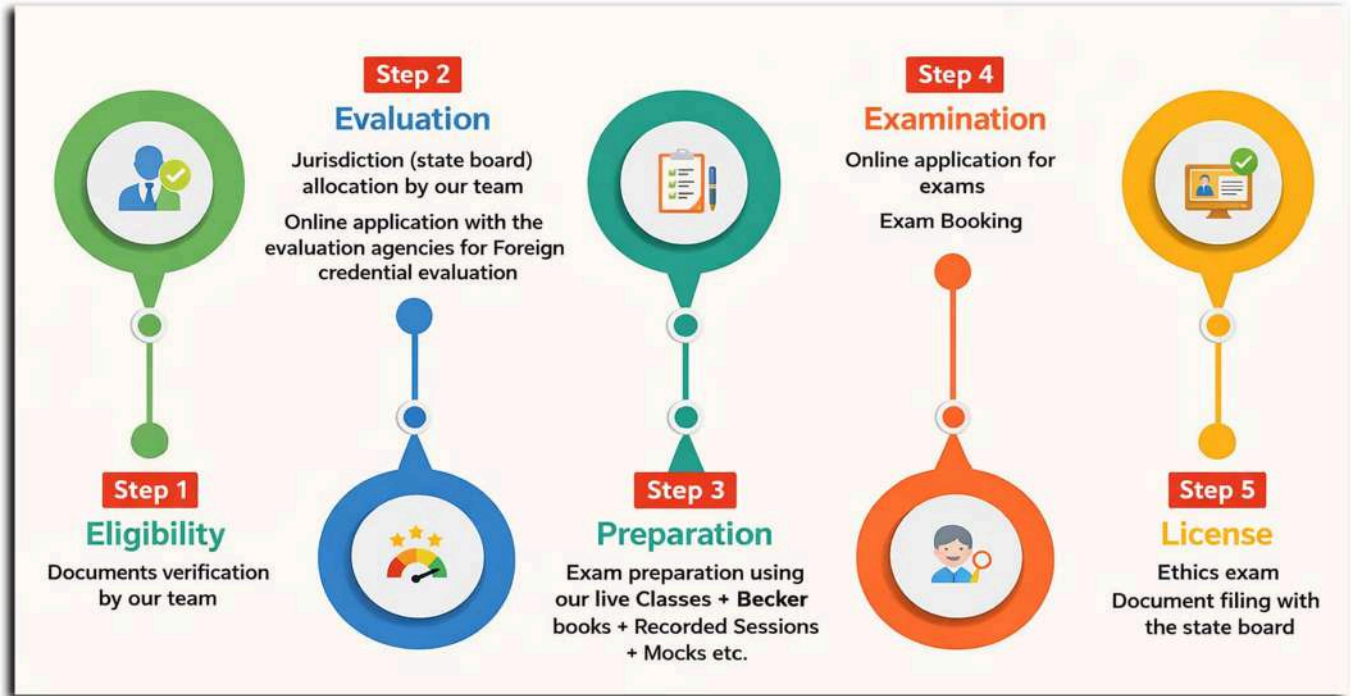 Step 1
Eligibility
Documents verification
by our team
Step 2
Evaluation
Jurisdiction (state board)
allocation by our team
Online application with the
evaluation agencies for Foreign
credential evaluation
Step 3
Preparation
Exam preparation using
our live Classes + Becker
books + Recorded Sessions
+ Mocks etc.
Step 4
Examination
Online application for
exams
Exam Booking
Step 5
License
Ethics exam
Document filing with
the state board